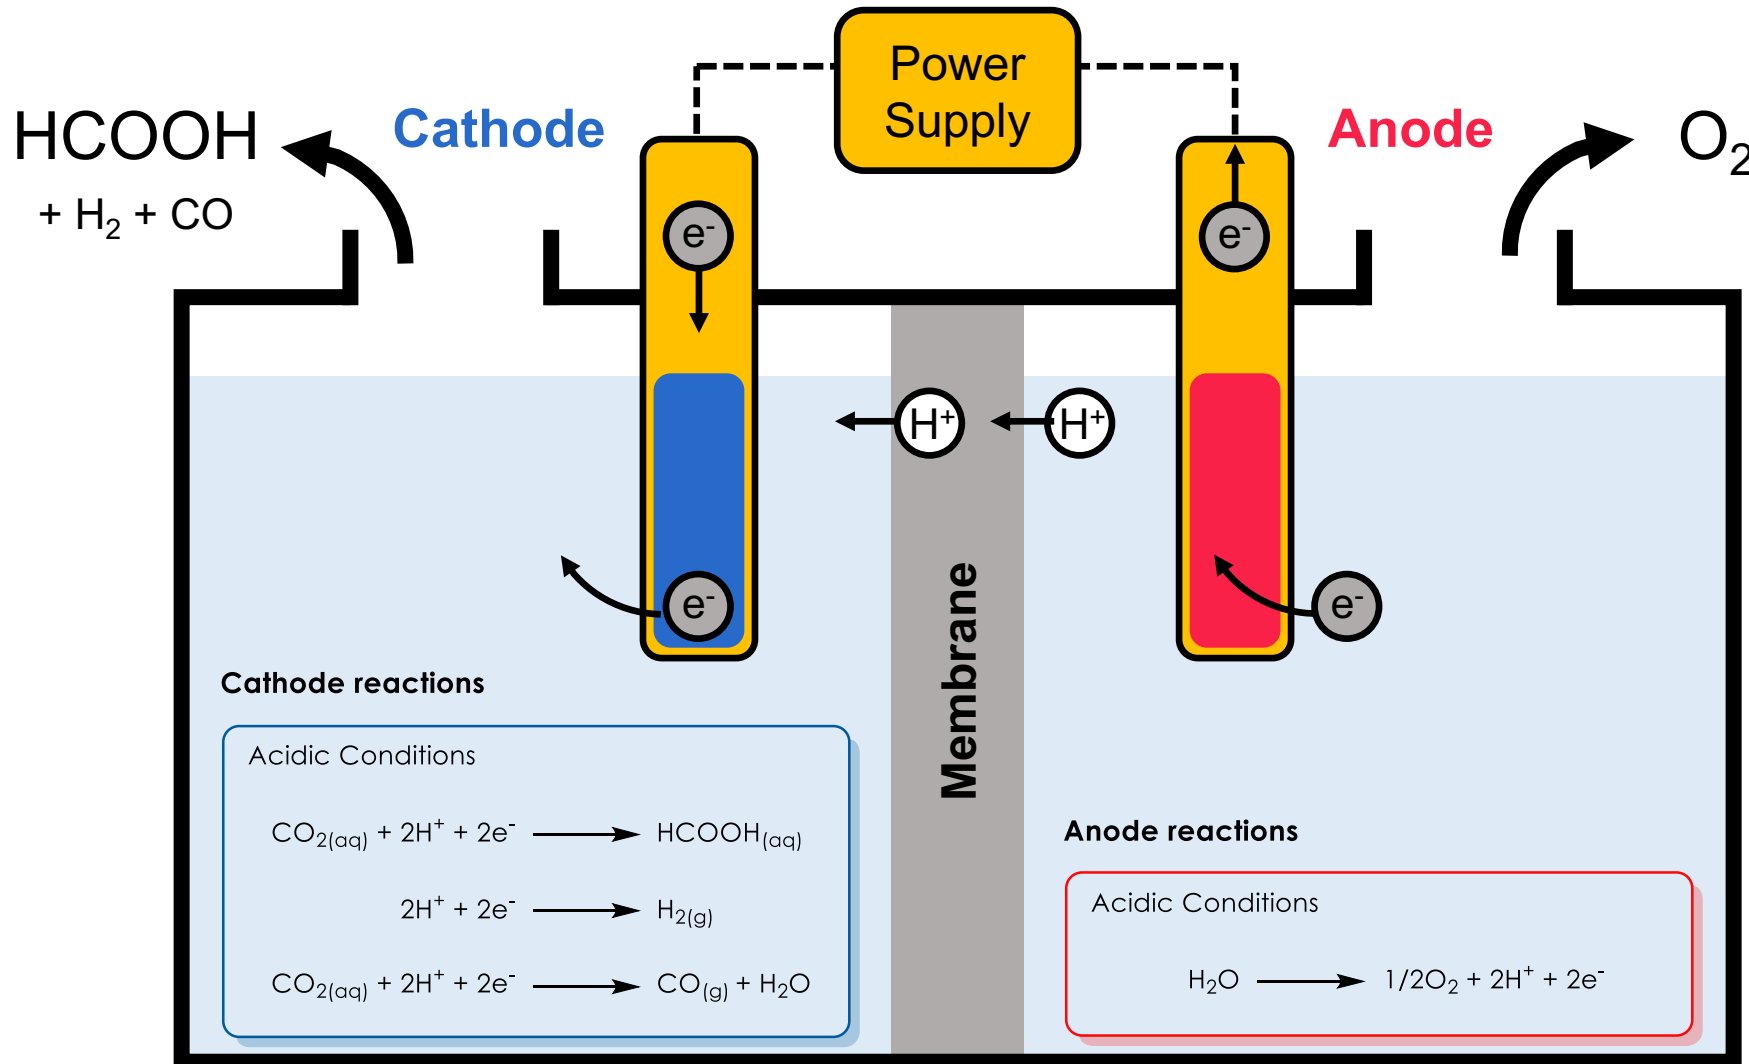 Power
Supply
HCOOH
+ H₂ + CO
Cathode
Anode
O₂
e⁻
e⁻
H⁺
H⁺
e⁻
e⁻
Membrane
Cathode reactions
Acidic Conditions
CO₂₍aq₎ + 2H⁺ + 2e⁻ ⟶ HCOOH₍aq₎
2H⁺ + 2e⁻ ⟶ H₂₍g₎
CO₂₍aq₎ + 2H⁺ + 2e⁻ ⟶ CO₍g₎ + H₂O
Anode reactions
Acidic Conditions
H₂O ⟶ 1/2O₂ + 2H⁺ + 2e⁻